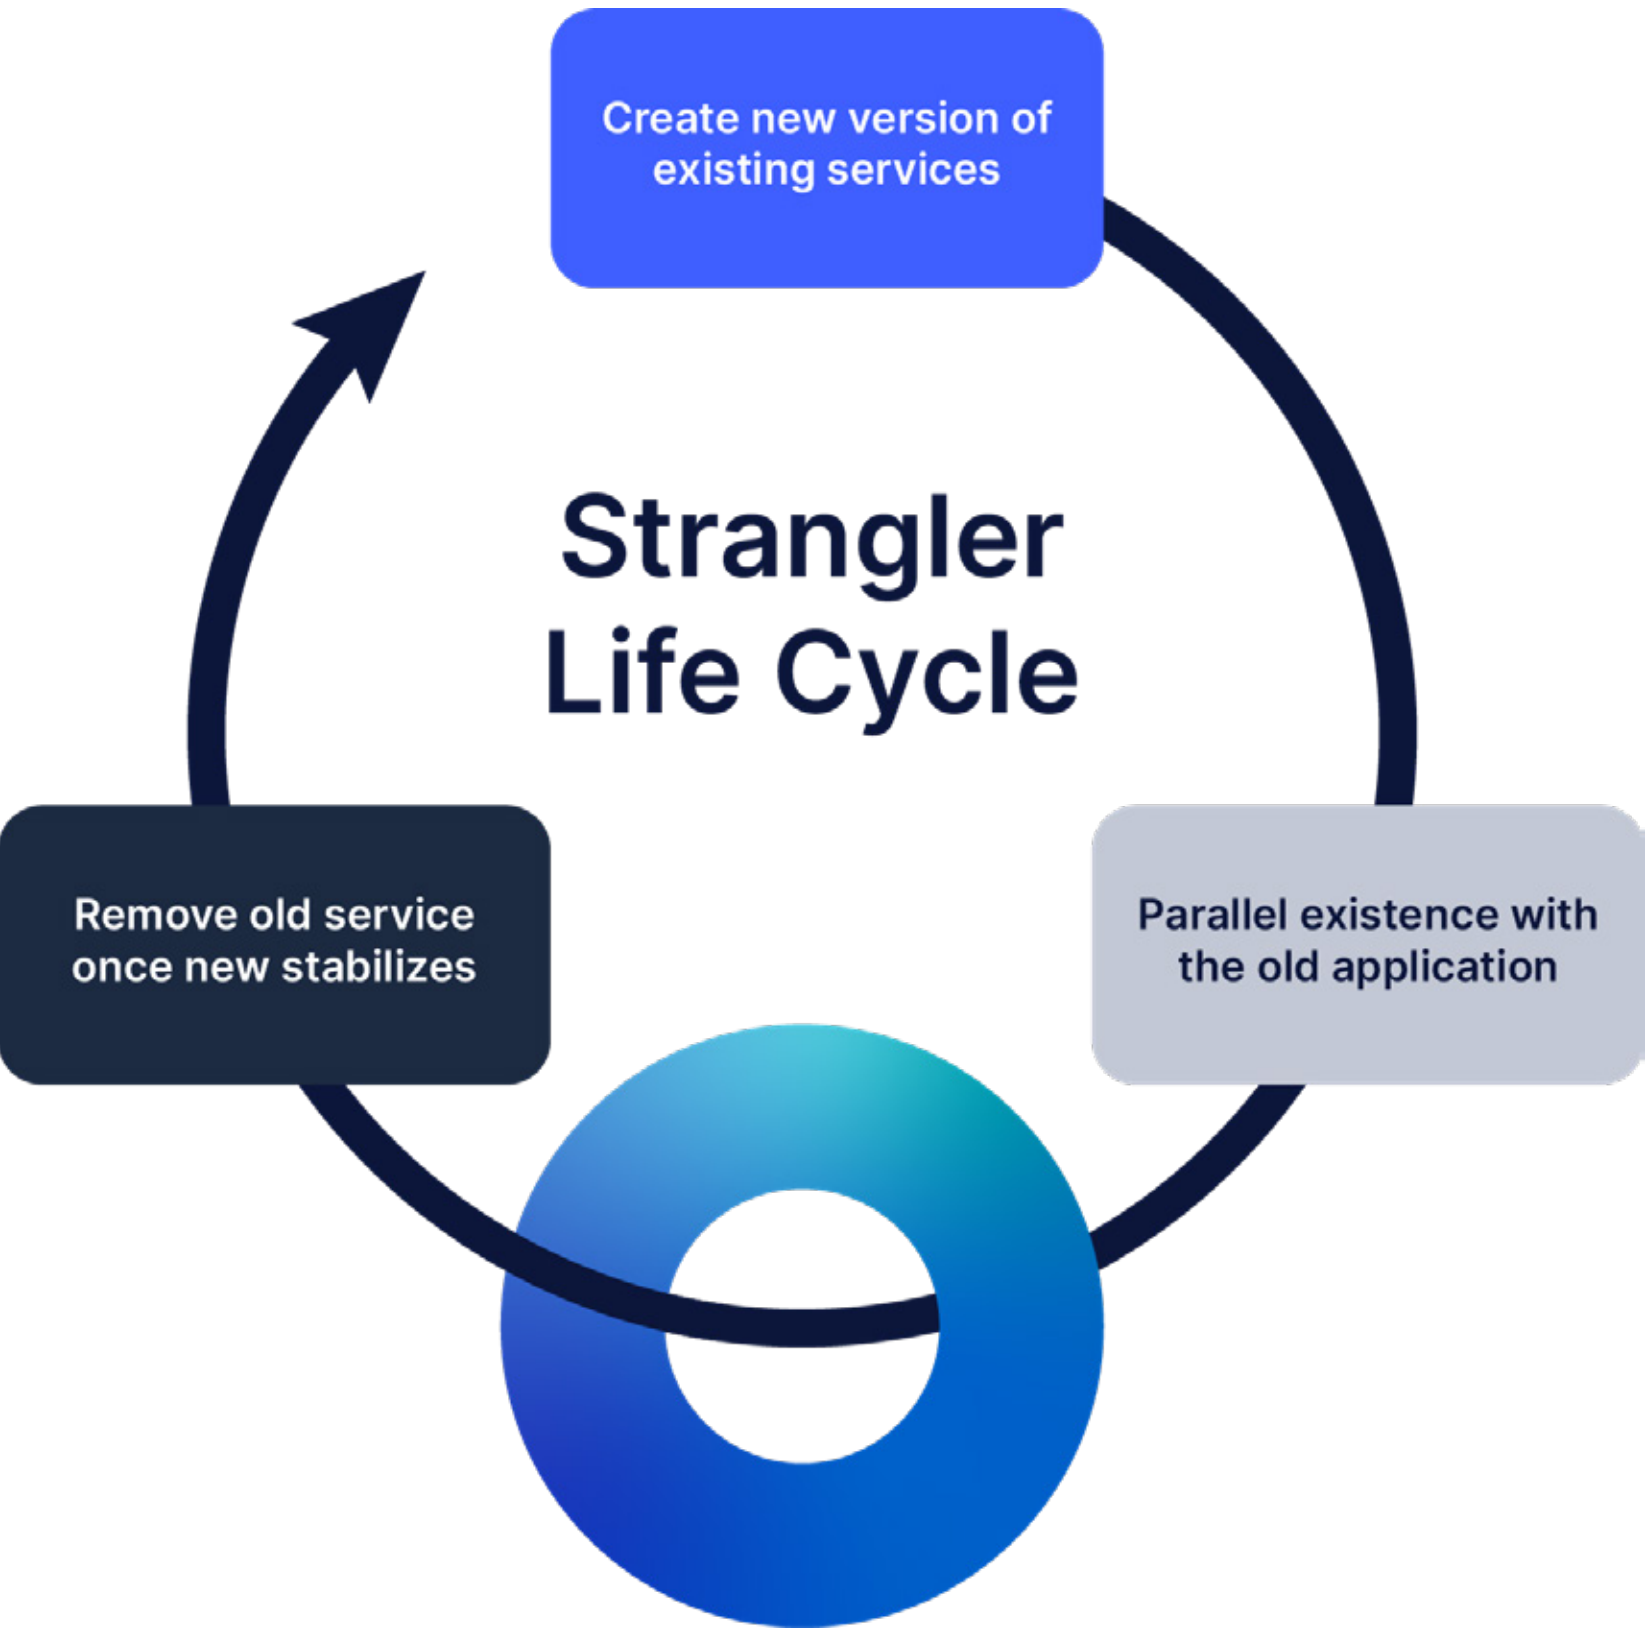 Create new version of
existing services
Strangler
Life Cycle
Remove old service
once new stabilizes
Parallel existence with
the old application